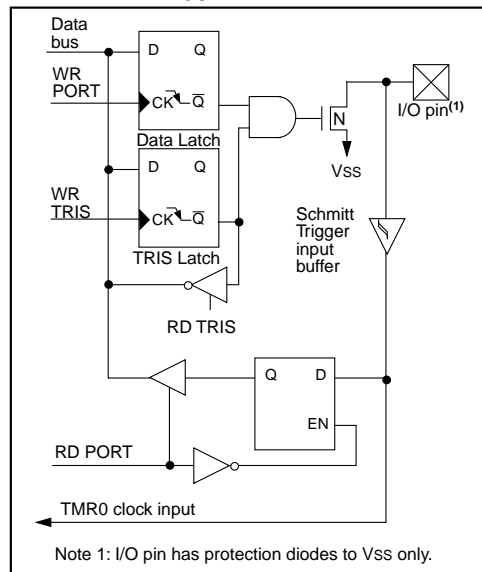 Data
bus
D Q
WR
PORT
CK Q
N
I/O pin(1)
Data Latch
VSS
D Q
WR
TRIS
CK Q
Schmitt
Trigger
input
buffer
TRIS Latch
RD TRIS
Q D
EN
RD PORT
TMR0 clock input
Note 1: I/O pin has protection diodes to VSS only.